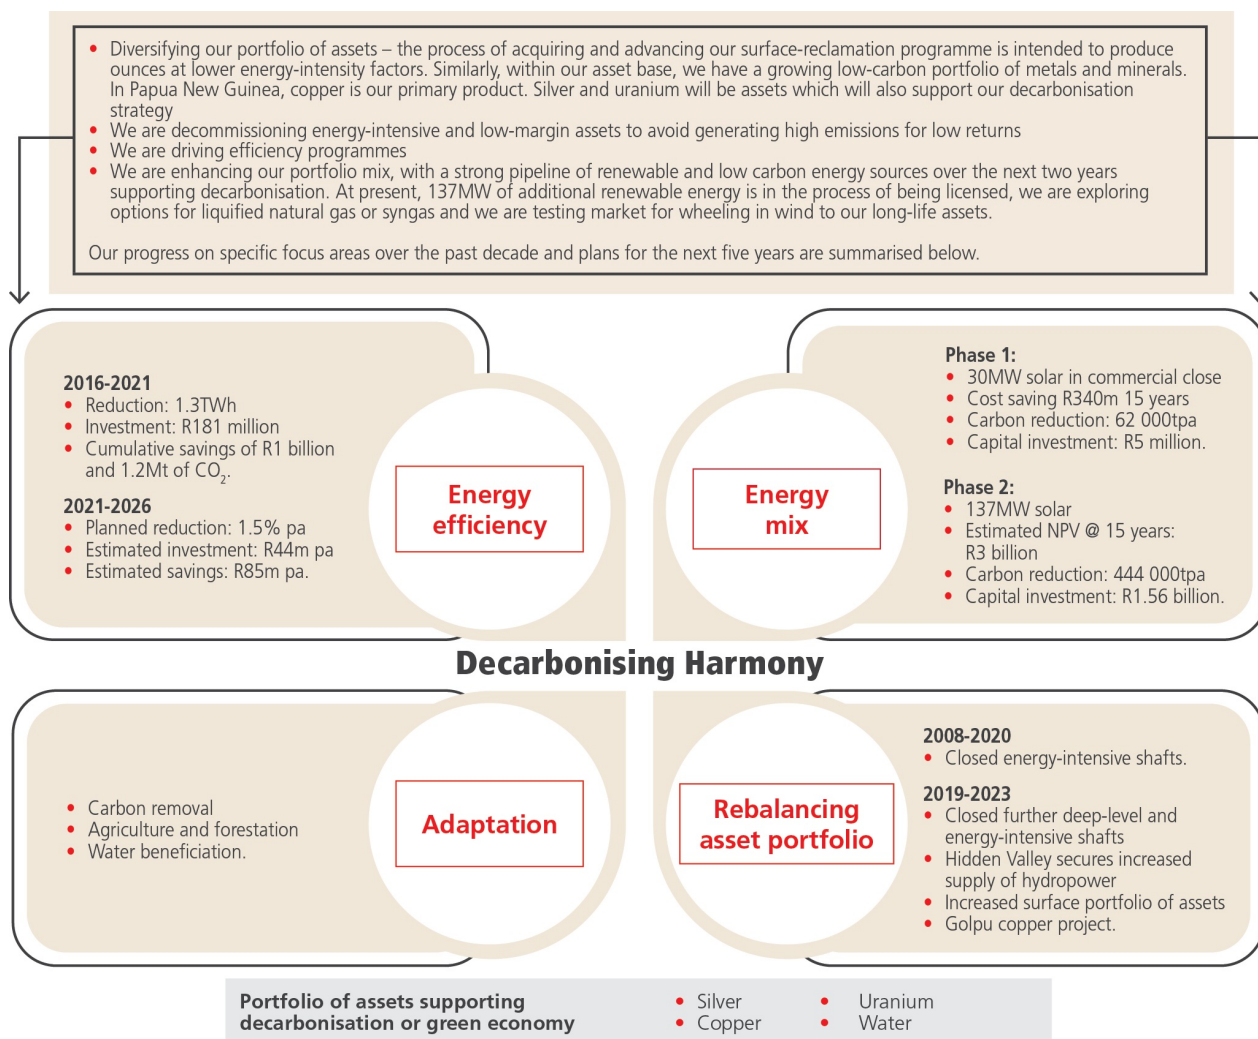 • Diversifying our portfolio of assets – the process of acquiring and advancing our surface-reclamation programme is intended to produce
ounces at lower energy-intensity factors. Similarly, within our asset base, we have a growing low-carbon portfolio of metals and minerals.
In Papua New Guinea, copper is our primary product. Silver and uranium will be assets which will also support our decarbonisation
strategy
• We are decommissioning energy-intensive and low-margin assets to avoid generating high emissions for low returns
• We are driving efficiency programmes
• We are enhancing our portfolio mix, with a strong pipeline of renewable and low carbon energy sources over the next two years
supporting decarbonisation. At present, 137MW of additional renewable energy is in the process of being licensed, we are exploring
options for liquified natural gas or syngas and we are testing market for wheeling in wind to our long-life assets.
Our progress on specific focus areas over the past decade and plans for the next five years are summarised below.
2016-2021
• Reduction: 1.3TWh
• Investment: R181 million
• Cumulative savings of R1 billion
and 1.2Mt of CO₂.
2021-2026
• Planned reduction: 1.5% pa
• Estimated investment: R44m pa
• Estimated savings: R85m pa.
Energy
efficiency
Energy
mix
Phase 1:
• 30MW solar in commercial close
• Cost saving R340m 15 years
• Carbon reduction: 62 000tpa
• Capital investment: R5 million.
Phase 2:
• 137MW solar
• Estimated NPV @ 15 years:
R3 billion
• Carbon reduction: 444 000tpa
• Capital investment: R1.56 billion.
Decarbonising Harmony
• Carbon removal
• Agriculture and forestation
• Water beneficiation.
Adaptation
Rebalancing
asset portfolio
2008-2020
• Closed energy-intensive shafts.
2019-2023
• Closed further deep-level and
energy-intensive shafts
• Hidden Valley secures increased
supply of hydropower
• Increased surface portfolio of assets
• Golpu copper project.
Portfolio of assets supporting
decarbonisation or green economy
• Silver
• Copper
• Uranium
• Water